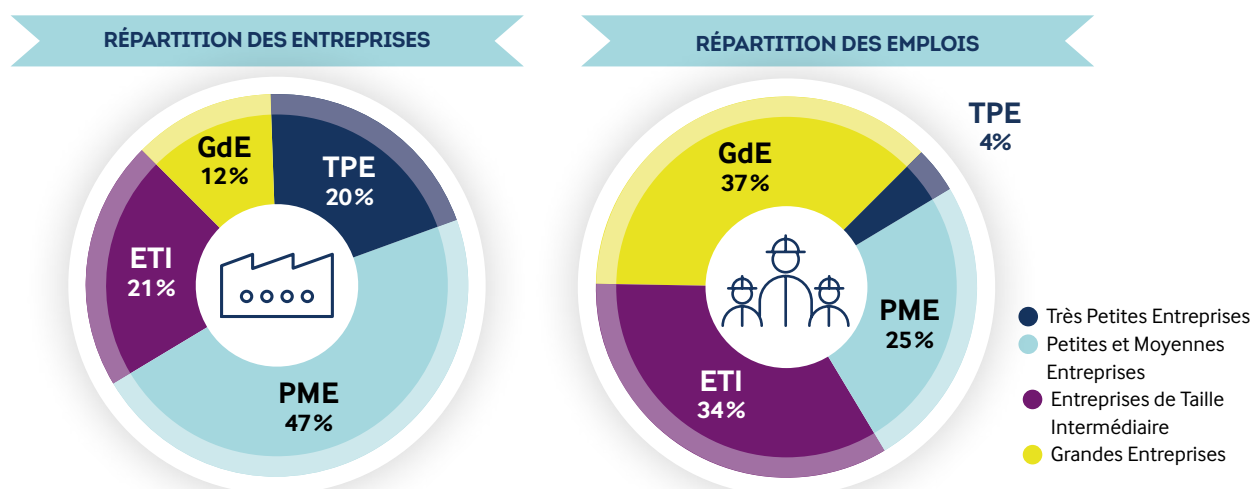 RÉPARTITION DES ENTREPRISES
GdE
12%
TPE
20%
ETI
21%
PME
47%
RÉPARTITION DES EMPLOIS
TPE
4%
GdE
37%
PME
25%
ETI
34%
Très Petites Entreprises
Petites et Moyennes
Entreprises
Entreprises de Taille
Intermédiaire
Grandes Entreprises